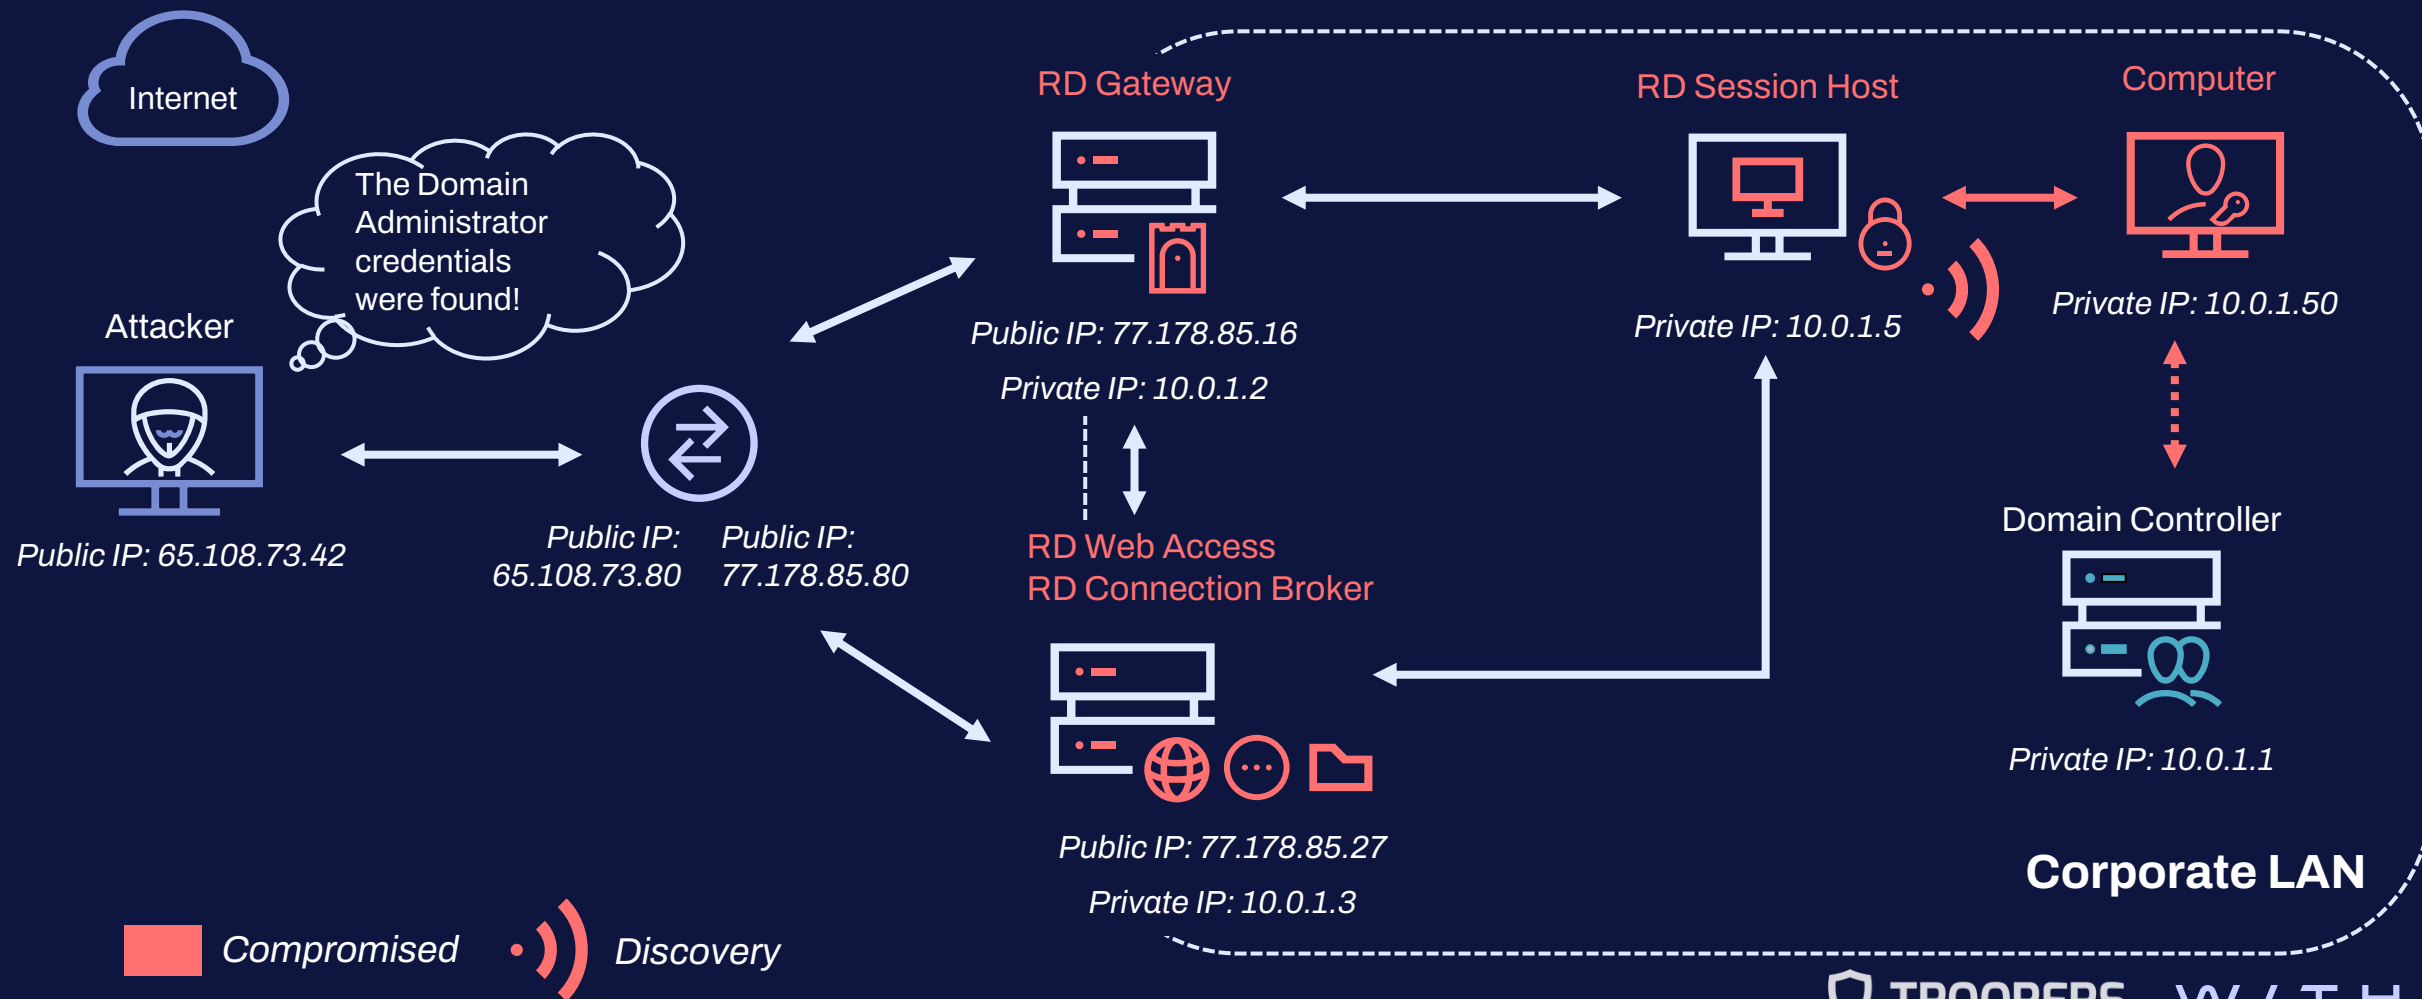 Internet
The Domain
Administrator
credentials
were found!
Attacker
Public IP: 65.108.73.42
Public IP:
65.108.73.80
Public IP:
77.178.85.80
RD Gateway
Public IP: 77.178.85.16
Private IP: 10.0.1.2
RD Web Access
RD Connection Broker
Public IP: 77.178.85.27
Private IP: 10.0.1.3
RD Session Host
Private IP: 10.0.1.5
Computer
Private IP: 10.0.1.50
Domain Controller
Private IP: 10.0.1.1
Corporate LAN
Compromised
Discovery
TROOPERS